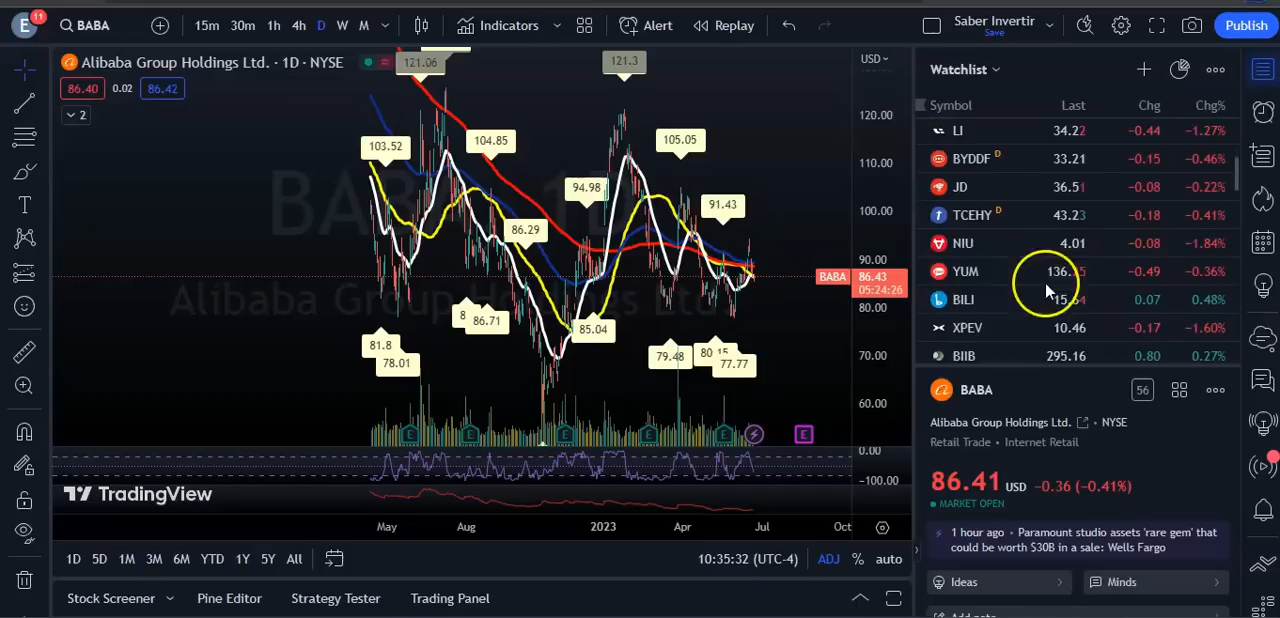 E 11 BABA 15m 30m 1h 4h D W M Indicators Alert Replay Saber Invertir Save Publish
Alibaba Group Holdings Ltd. · 1D · NYSE
86.40 0.02 86.42
2
USD
120.00
110.00
100.00
90.00
80.00
70.00
60.00
0.00
-100.00
BABA 86.43
05:24:26
BABA, 1D
Alibaba Group Holdings Ltd.
121.06
121.3
103.52
104.85
105.05
94.98
91.43
86.29
86.71
85.04
81.8
78.01
79.48
80.15
77.77
E E E E E E
TradingView
May Aug 2023 Apr Jul Oct
1D 5D 1M 3M 6M YTD 1Y 5Y All 10:35:32 (UTC-4) ADJ % auto
Stock Screener Pine Editor Strategy Tester Trading Panel
Watchlist
Symbol Last Chg Chg%
LI 34.22 −0.44 −1.27%
BYDDF D 33.21 −0.15 −0.46%
JD 36.51 −0.08 −0.22%
TCEHY D 43.23 −0.18 −0.41%
NIU 4.01 −0.08 −1.84%
YUM −0.49 −0.36%
BILI 0.07 0.48%
XPEV 10.46 −0.17 −1.60%
BIIB 295.16 0.80 0.27%
BABA 56
Alibaba Group Holdings Ltd. • NYSE
Retail Trade • Internet Retail
86.41 USD −0.36 (−0.41%)
MARKET OPEN
1 hour ago • Paramount studio assets 'rare gem' that
could be worth $30B in a sale: Wells Fargo
Ideas Minds